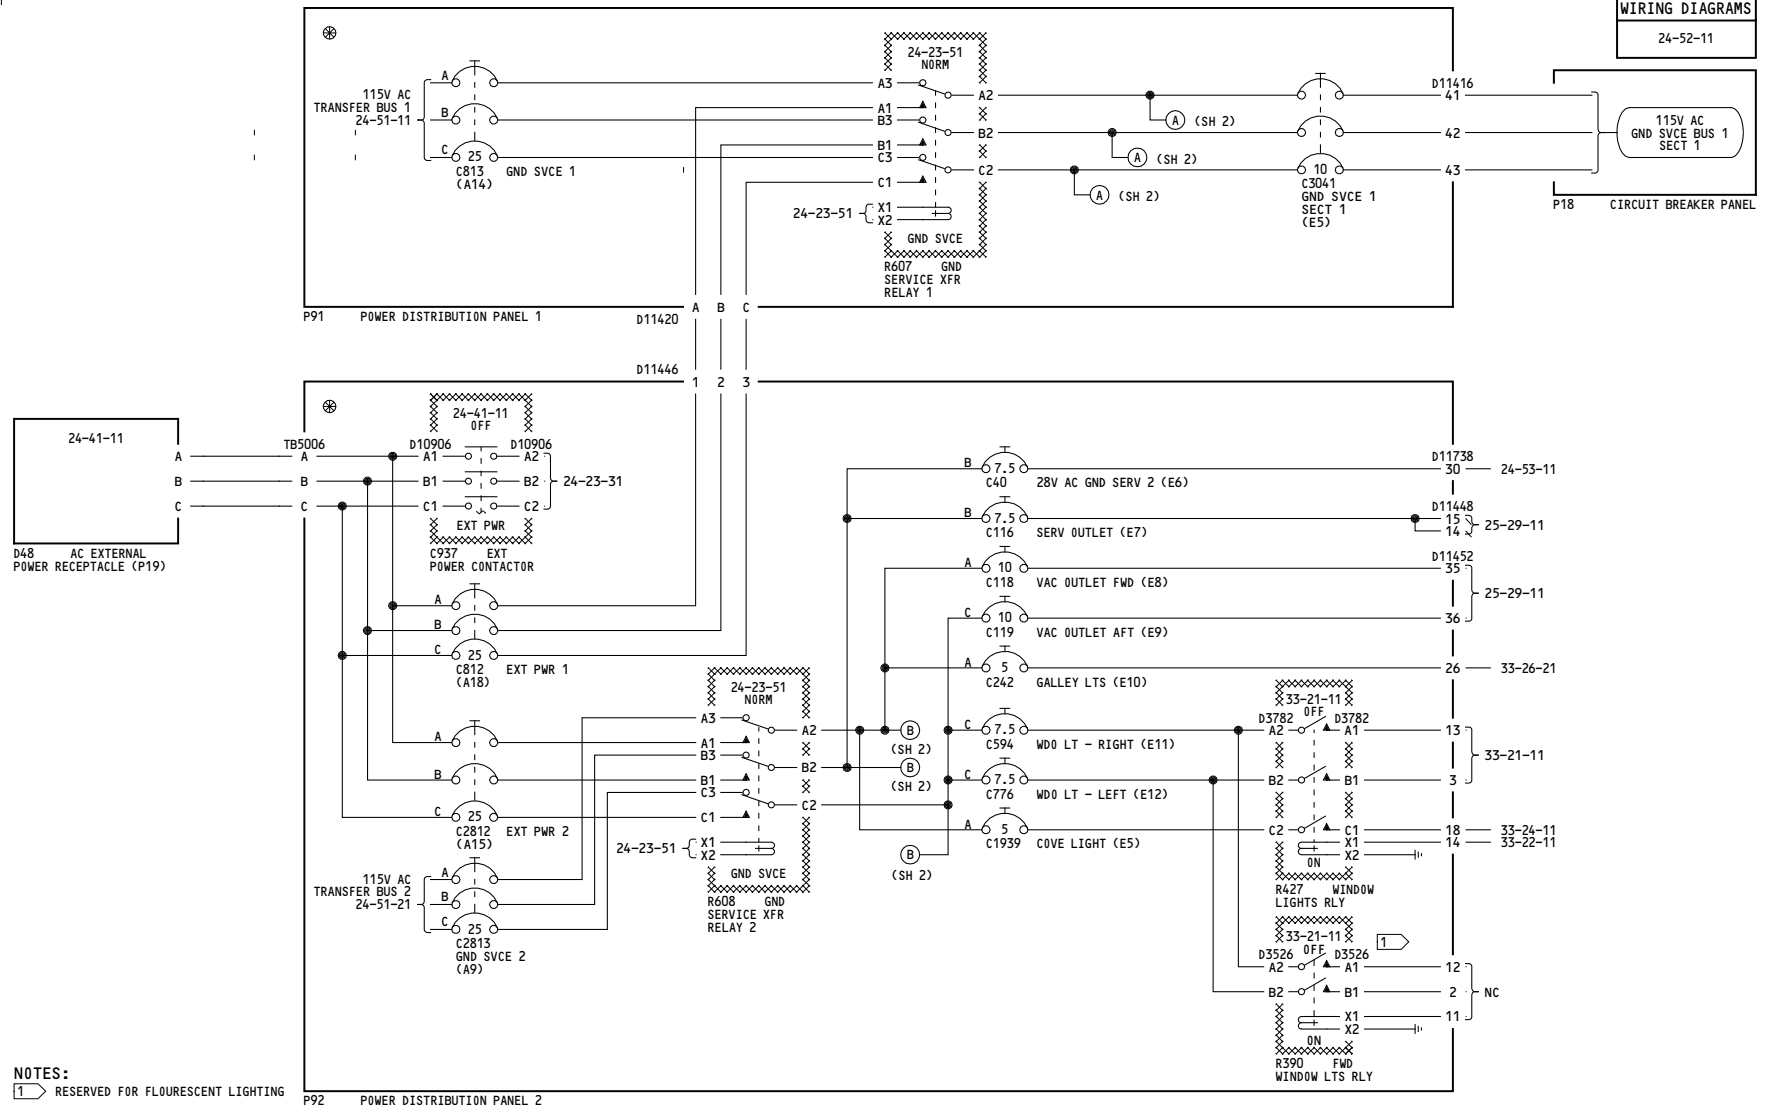 WIRING DIAGRAMS
24-52-11
24-23-51
NORM
115V AC
TRANSFER BUS 1
24-51-11
A
B
C
25
C813
(A14)
GND SVCE 1
A3
A1
B3
B1
C3
C1
A2
B2
C2
24-23-51
X1
X2
GND SVCE
R607 GND
SERVICE XFR
RELAY 1
A (SH 2)
A (SH 2)
A (SH 2)
10
C3041
GND SVCE 1
SECT 1
(E5)
D11416
41
42
43
115V AC
GND SVCE BUS 1
SECT 1
P18 CIRCUIT BREAKER PANEL
P91 POWER DISTRIBUTION PANEL 1
D11420
A B C
D11446
1 2 3
24-41-11
A
B
C
D48 AC EXTERNAL
POWER RECEPTACLE (P19)
TB5006
A
B
C
24-41-11
OFF
D10906
D10906
A1
A2
B1
B2
C1
C2
24-23-31
EXT PWR
C937 EXT
POWER CONTACTOR
A
B
C
25
C812
(A18)
EXT PWR 1
A
B
C
25
C2812
(A15)
EXT PWR 2
115V AC
TRANSFER BUS 2
24-51-21
A
B
C
25
C2813
GND SVCE 2
(A9)
24-23-51
NORM
A3
A1
B3
B1
C3
C1
A2
B2
C2
24-23-51
X1
X2
GND SVCE
R608 GND
SERVICE XFR
RELAY 2
B
(SH 2)
B
(SH 2)
B
(SH 2)
B
7.5
C40
28V AC GND SERV 2 (E6)
D11738
30
24-53-11
B
7.5
C116
SERV OUTLET (E7)
D11448
15
14
25-29-11
A
10
C118
VAC OUTLET FWD (E8)
D11452
35
C
10
C119
VAC OUTLET AFT (E9)
36
25-29-11
A
5
C242
GALLEY LTS (E10)
26
33-26-21
C
7.5
C594
WDO LT - RIGHT (E11)
C
7.5
C776
WDO LT - LEFT (E12)
A
5
C1939
COVE LIGHT (E5)
33-21-11
OFF
D3782
D3782
A2
A1
B2
B1
C2
C1
X1
X2
ON
R427 WINDOW
LIGHTS RLY
13
3
33-21-11
18
33-24-11
14
33-22-11
33-21-11
OFF
1
D3526
D3526
A2
A1
B2
B1
X1
X2
ON
R390 FWD
WINDOW LTS RLY
12
2
11
NC
NOTES:
1 RESERVED FOR FLOURESCENT LIGHTING
P92 POWER DISTRIBUTION PANEL 2